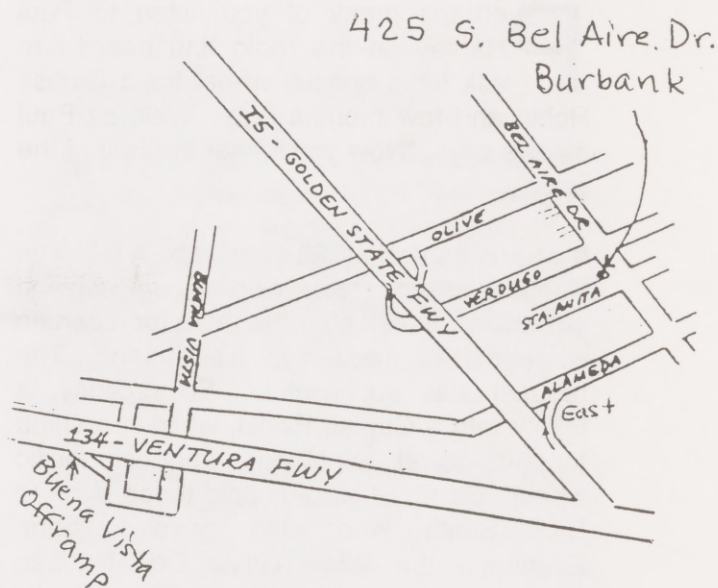 425 S. Bel Aire. Dr.
Burbank
I5 - GOLDEN STATE FWY
BEL AIRE DR
OLIVE
BUENA VISTA
VERDUGO
STA. ANITA
ALAMEDA
East
134 - VENTURA FWY
Buena Vista
Offramp